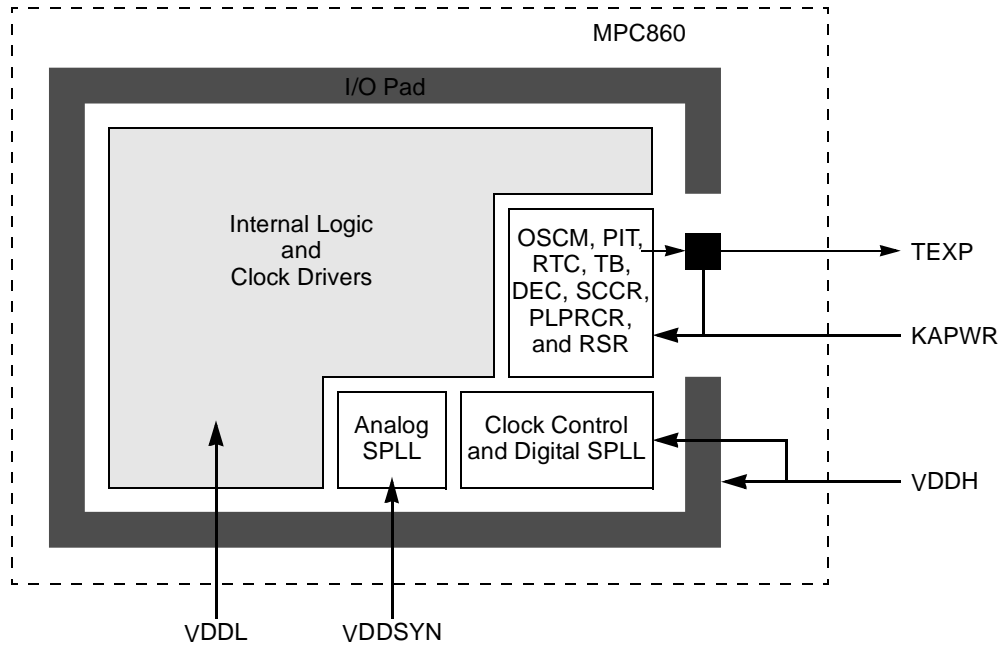 MPC860
I/O Pad
Internal Logic
and
Clock Drivers
OSCM, PIT,
RTC, TB,
DEC, SCCR,
PLPRCR,
and RSR
TEXP
KAPWR
Analog
SPLL
Clock Control
and Digital SPLL
VDDH
VDDL
VDDSYN